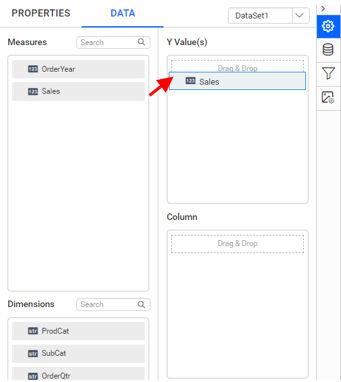 PROPERTIES
DATA
DataSet1
Measures
Search
123 OrderYear
123 Sales
Dimensions
Search
str ProdCat
str SubCat
str OrderQtr
Y Value(s)
Drag & Drop
123 Sales
Column
Drag & Drop